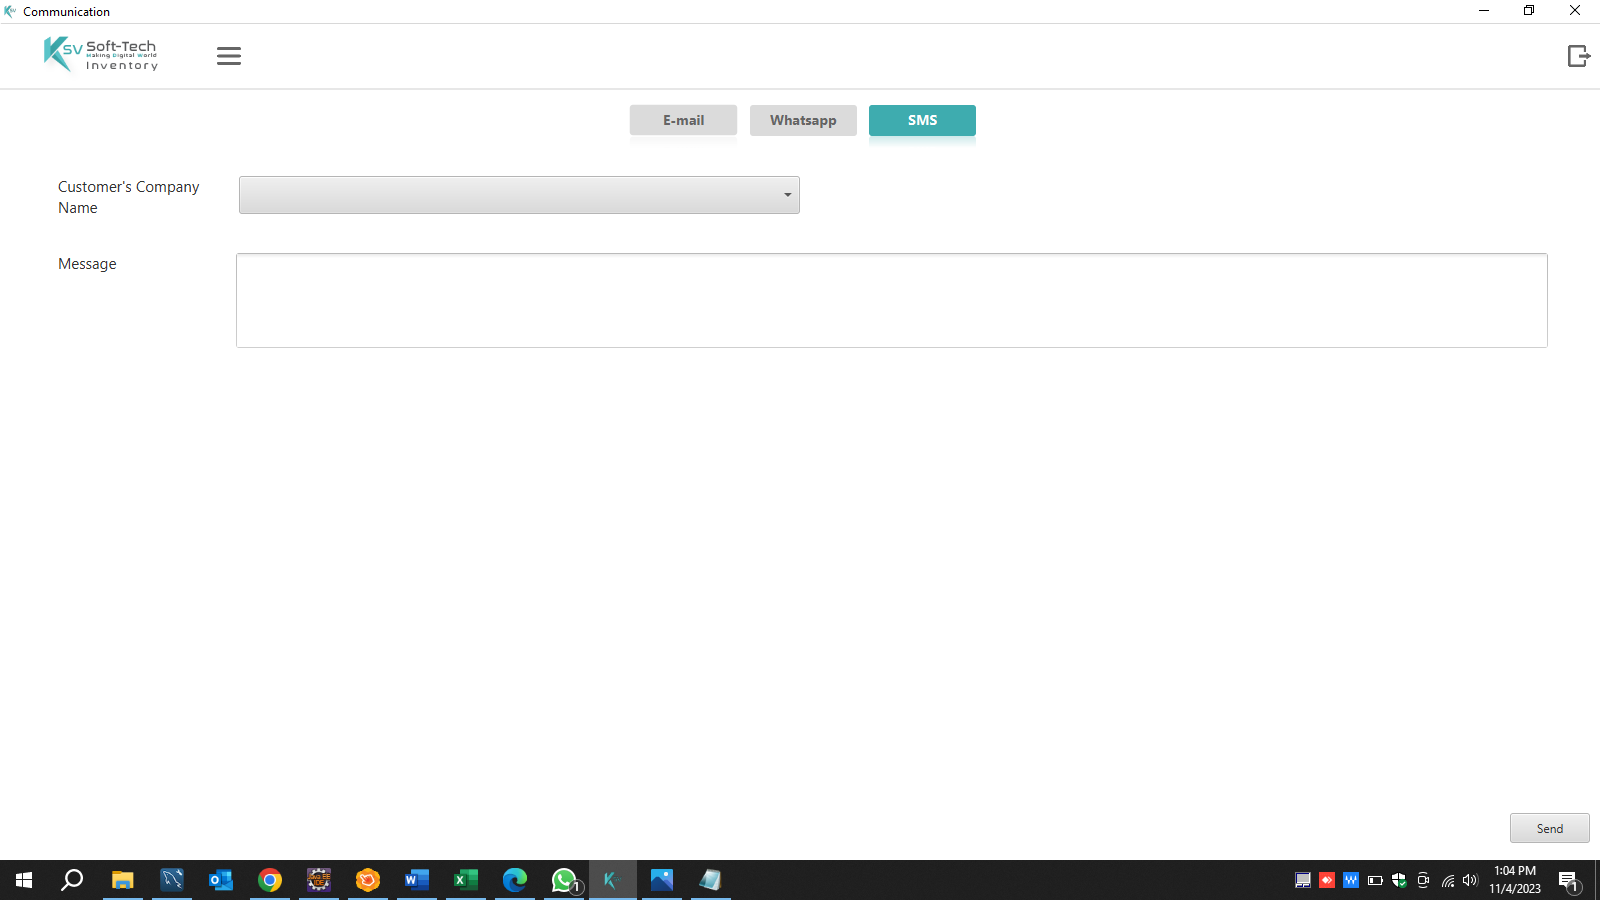 Communication
Ksv Soft-Tech
Making Digital World
Inventory
E-mail
Whatsapp
SMS
Customer's Company
Name
Message
Send
1:04 PM
11/4/2023
1
1